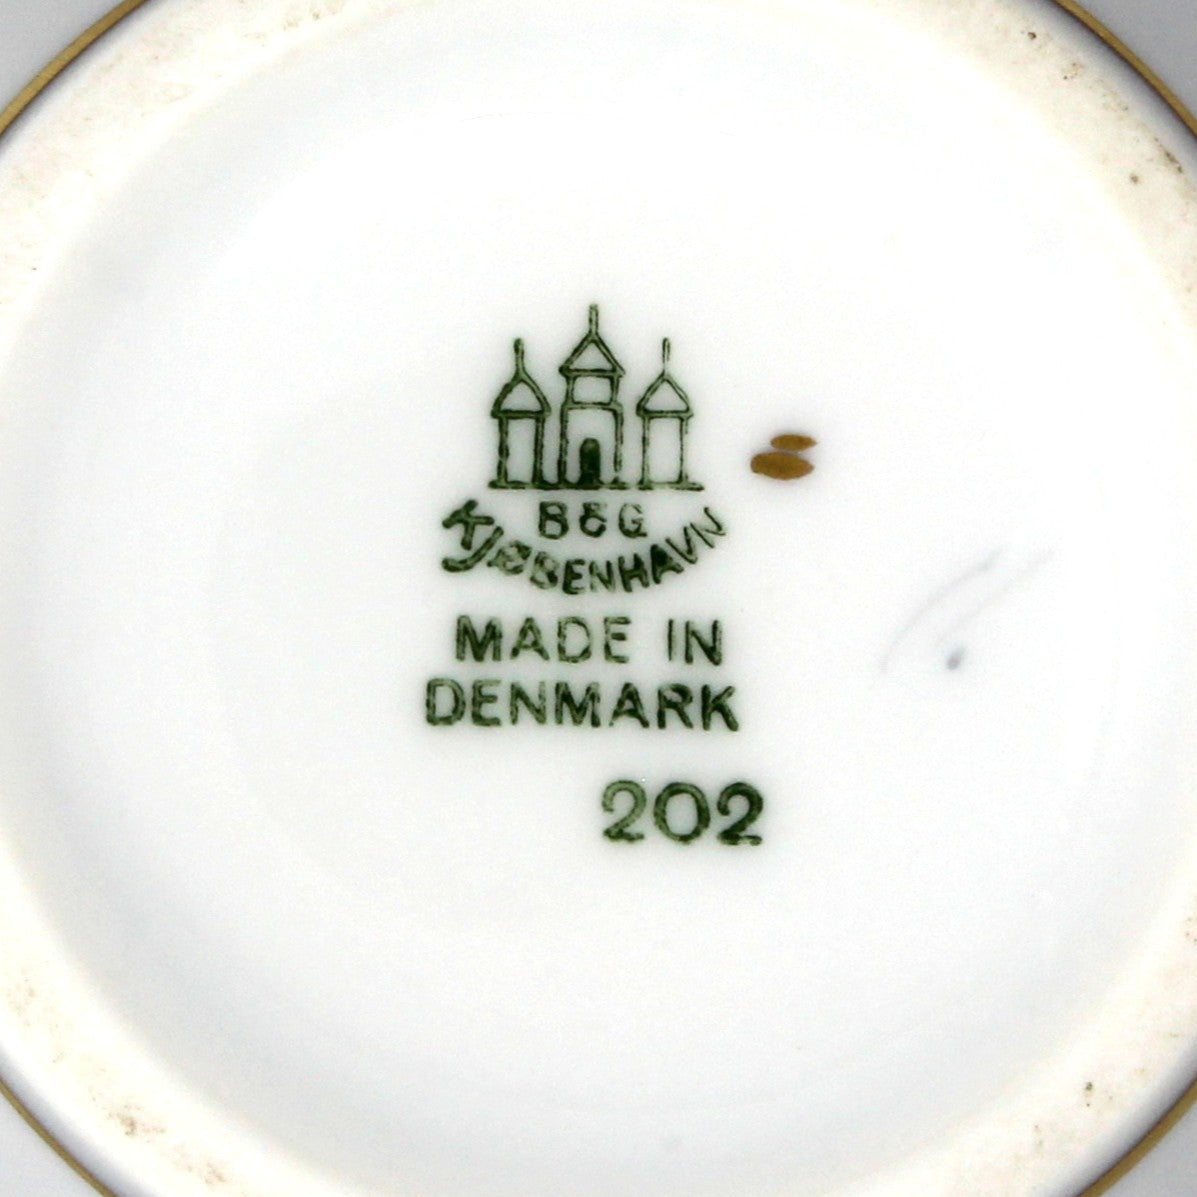 B&G
KJØBENHAVN
MADE IN
DENMARK
202